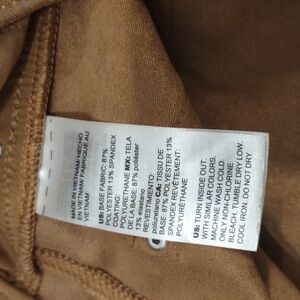 MADE IN VIETNAM/ HECHO
EN VIETNAM/ FABRIQUÉ AU
VIETNAM
US: BASE FABRIC: 87%
POLYESTER 13% SPANDEX
POLYURETHANE MX: TELA
DE LA BASE: 87% poliéster
13% elastano
REVESTIMIENTO:
poliuretano CA: TISSU DE
BASE: 87% POLYESTER 13%
SPANDEX REVÊTEMENT:
POLYURÉTHANE
US: TURN INSIDE OUT.
WITH SIMILAR COLORS.
MACHINE WASH COLD.
ONLY NON-CHLORINE
BLEACH. TUMBLE DRY LOW.
COOL IRON. DO NOT DRY